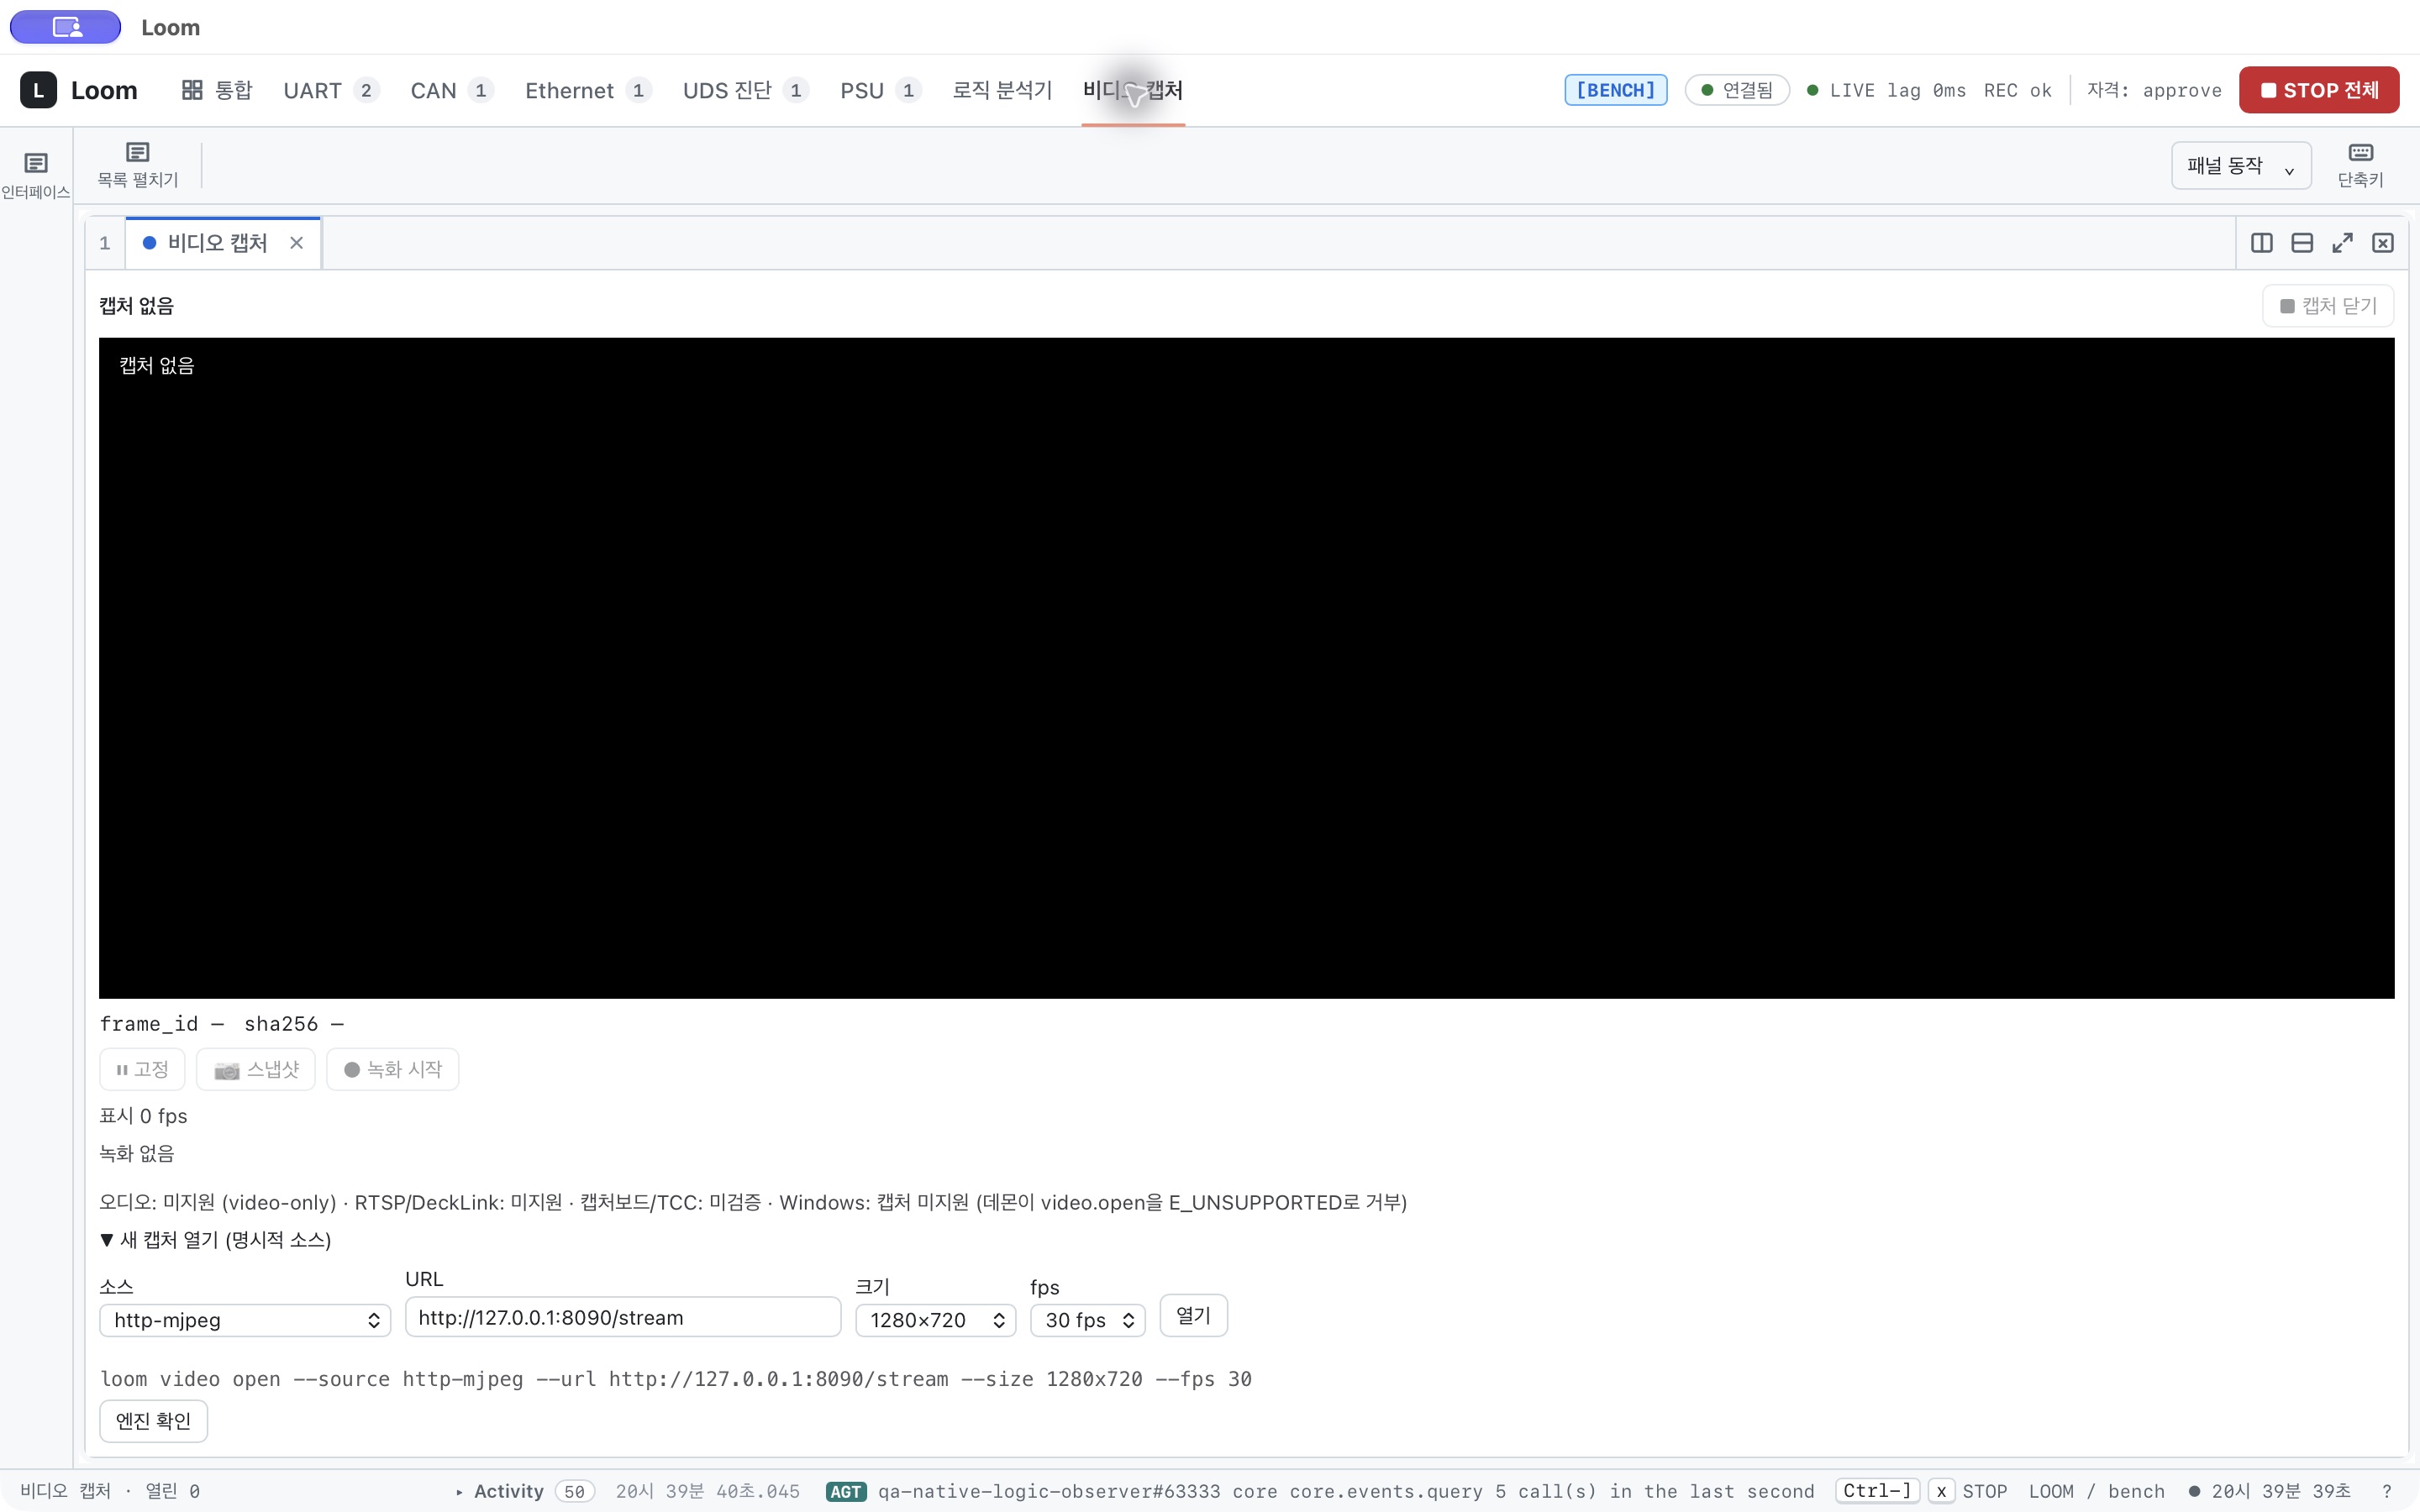 Loom
L Loom 통합 UART 2 CAN 1 Ethernet 1 UDS 진단 1 PSU 1 로직 분석기 비디오 캡처 [BENCH] 연결됨 LIVE lag 0ms REC ok 자격: approve STOP 전체
인터페이스
목록 펼치기 패널 동작 단축키
1 비디오 캡처
캡처 없음 캡처 닫기
캡처 없음
frame_id — sha256 —
고정 스냅샷 녹화 시작
표시 0 fps
녹화 없음
오디오: 미지원 (video-only) · RTSP/DeckLink: 미지원 · 캡처보드/TCC: 미검증 · Windows: 캡처 미지원 (데몬이 video.open을 E_UNSUPPORTED로 거부)
▼ 새 캡처 열기 (명시적 소스)
소스 URL 크기 fps
http-mjpeg http://127.0.0.1:8090/stream 1280×720 30 fps 열기
loom video open --source http-mjpeg --url http://127.0.0.1:8090/stream --size 1280x720 --fps 30
엔진 확인
비디오 캡처 · 열린 0 ▸ Activity 50 20시 39분 40초.045 AGT qa-native-logic-observer#63333 core core.events.query 5 call(s) in the last second Ctrl-] x STOP LOOM / bench ● 20시 39분 39초 ?